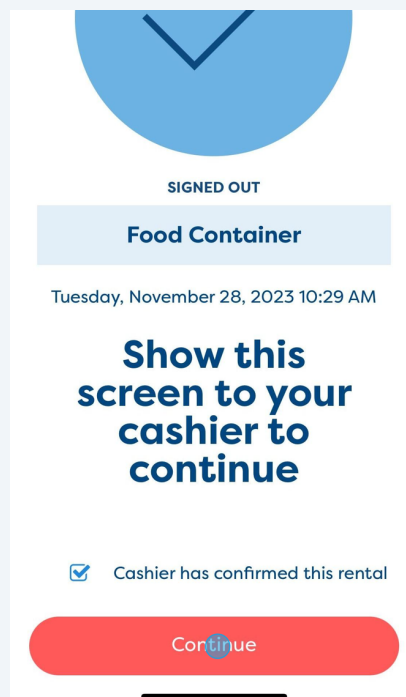 SIGNED OUT
Food Container
Tuesday, November 28, 2023 10:29 AM
Show this
screen to your
cashier to
continue
Cashier has confirmed this rental
Continue